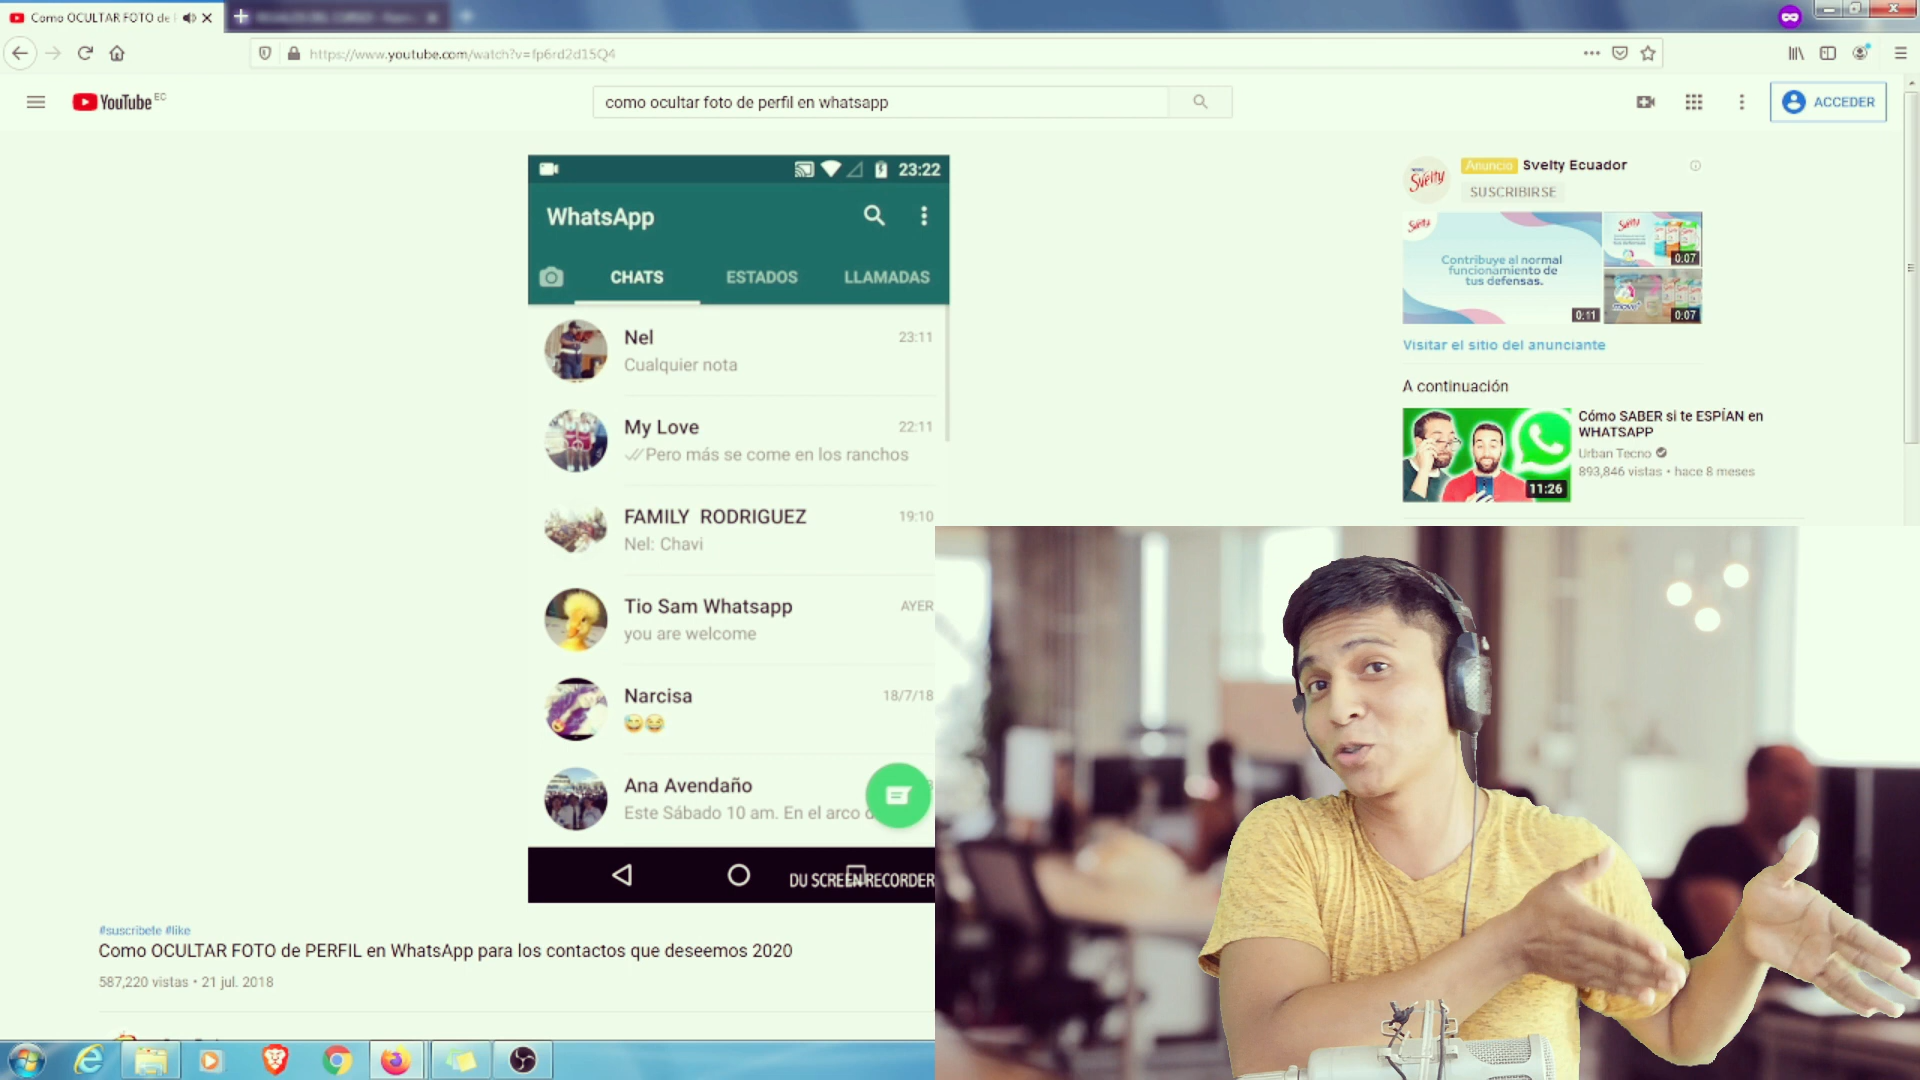 Como OCULTAR FOTO de
https://www.youtube.com/watch?v=fp6rd2d15Q4
YouTube EC
como ocultar foto de perfil en whatsapp
ACCEDER
23:22
WhatsApp
CHATS
ESTADOS
LLAMADAS
Nel
23:11
Cualquier nota
My Love
22:11
Pero más se come en los ranchos
FAMILY RODRIGUEZ
19:10
Nel: Chavi
Tio Sam Whatsapp
AYER
you are welcome
Narcisa
18/7/18
Ana Avendaño
Este Sábado 10 am. En el arco d
DU SCREEN RECORDER
#suscribete #like
Como OCULTAR FOTO de PERFIL en WhatsApp para los contactos que deseemos 2020
587,220 vistas • 21 jul. 2018
Svelty
Anuncio Svelty Ecuador
SUSCRIBIRSE
Svelty
Contribuye al normal
funcionamiento de
tus defensas.
0:11
Svelty
0:07
move
0:07
Visitar el sitio del anunciante
A continuación
11:26
Cómo SABER si te ESPÍAN en
WHATSAPP
Urban Tecno
893,846 vistas • hace 8 meses